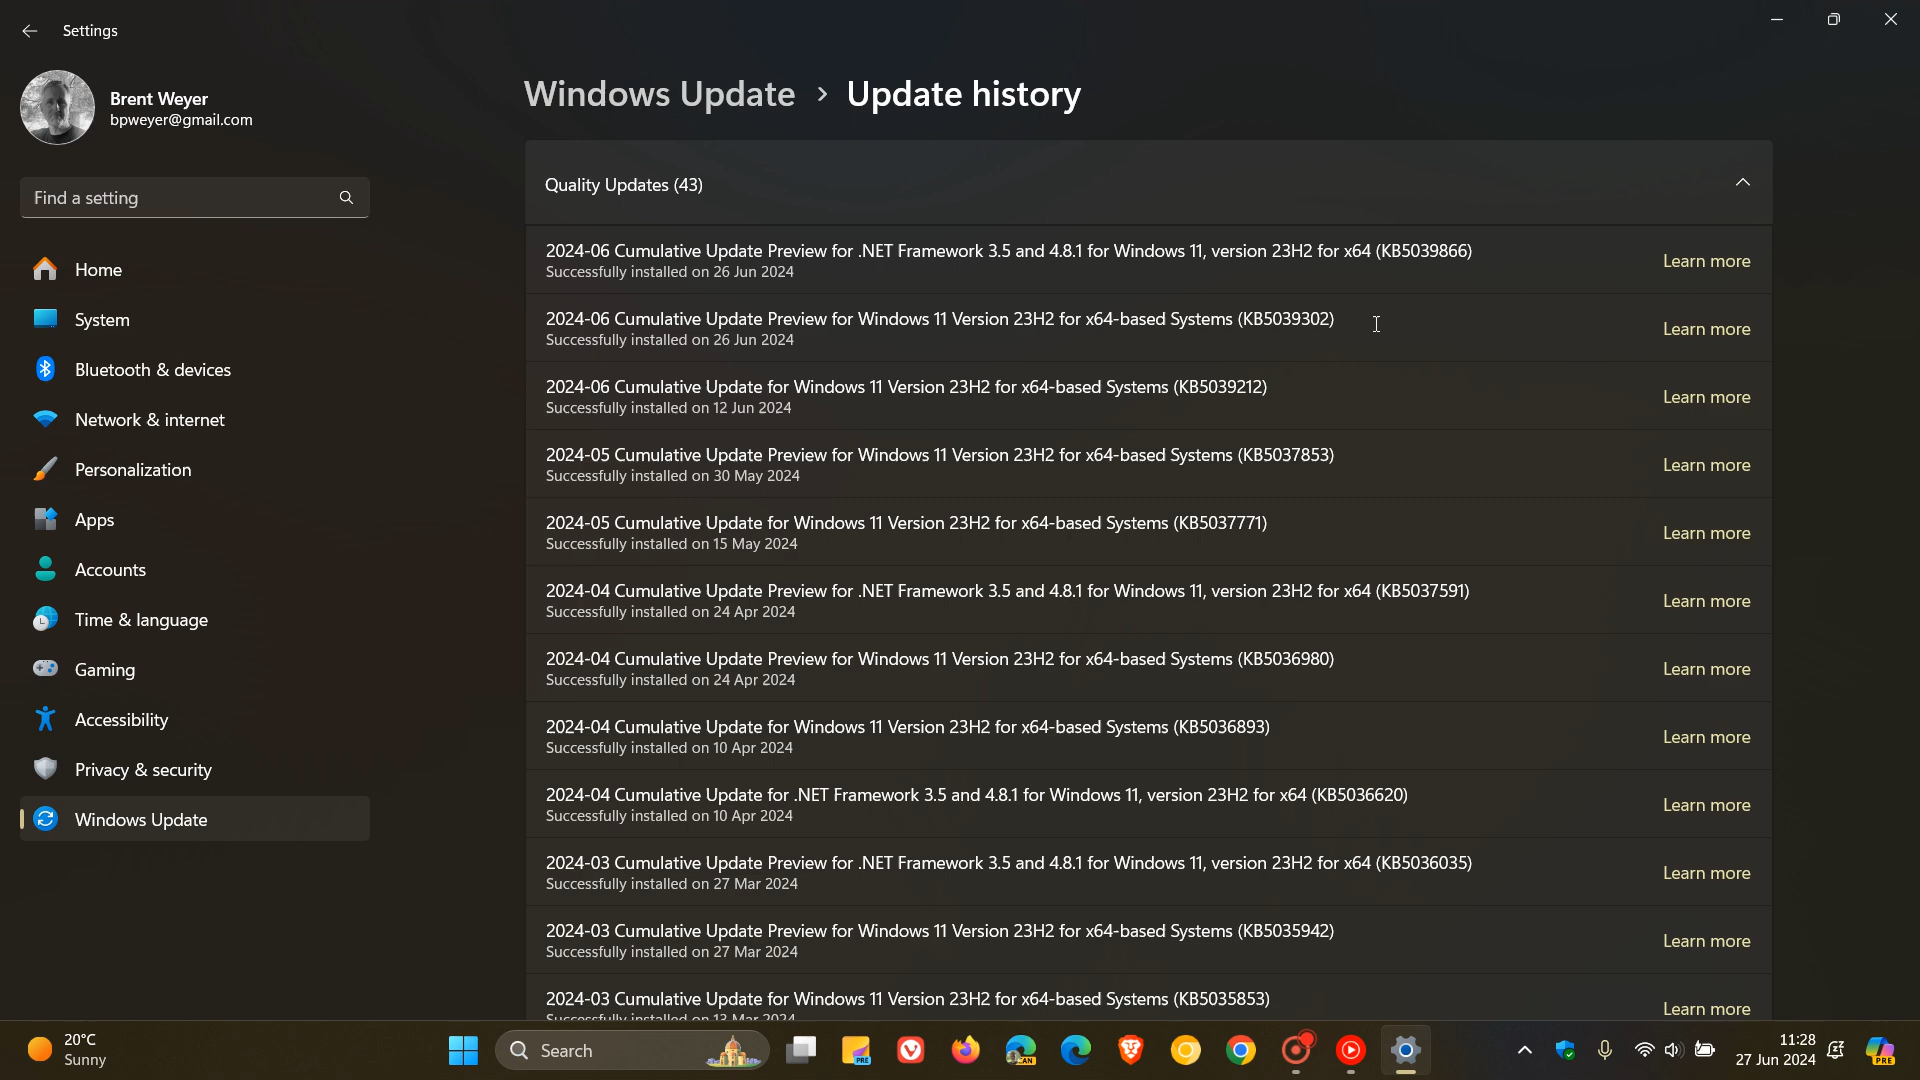 Settings
Brent Weyer
bpweyer@gmail.com
Find a setting
Home
System
Bluetooth & devices
Network & internet
Personalization
Apps
Accounts
Time & language
Gaming
Accessibility
Privacy & security
Windows Update
Windows Update > Update history
Quality Updates (43)
2024-06 Cumulative Update Preview for .NET Framework 3.5 and 4.8.1 for Windows 11, version 23H2 for x64 (KB5039866)
Successfully installed on 26 Jun 2024
Learn more
2024-06 Cumulative Update Preview for Windows 11 Version 23H2 for x64-based Systems (KB5039302)
Successfully installed on 26 Jun 2024
Learn more
2024-06 Cumulative Update for Windows 11 Version 23H2 for x64-based Systems (KB5039212)
Successfully installed on 12 Jun 2024
Learn more
2024-05 Cumulative Update Preview for Windows 11 Version 23H2 for x64-based Systems (KB5037853)
Successfully installed on 30 May 2024
Learn more
2024-05 Cumulative Update for Windows 11 Version 23H2 for x64-based Systems (KB5037771)
Successfully installed on 15 May 2024
Learn more
2024-04 Cumulative Update Preview for .NET Framework 3.5 and 4.8.1 for Windows 11, version 23H2 for x64 (KB5037591)
Successfully installed on 24 Apr 2024
Learn more
2024-04 Cumulative Update Preview for Windows 11 Version 23H2 for x64-based Systems (KB5036980)
Successfully installed on 24 Apr 2024
Learn more
2024-04 Cumulative Update for Windows 11 Version 23H2 for x64-based Systems (KB5036893)
Successfully installed on 10 Apr 2024
Learn more
2024-04 Cumulative Update for .NET Framework 3.5 and 4.8.1 for Windows 11, version 23H2 for x64 (KB5036620)
Successfully installed on 10 Apr 2024
Learn more
2024-03 Cumulative Update Preview for .NET Framework 3.5 and 4.8.1 for Windows 11, version 23H2 for x64 (KB5036035)
Successfully installed on 27 Mar 2024
Learn more
2024-03 Cumulative Update Preview for Windows 11 Version 23H2 for x64-based Systems (KB5035942)
Successfully installed on 27 Mar 2024
Learn more
2024-03 Cumulative Update for Windows 11 Version 23H2 for x64-based Systems (KB5035853)
Successfully installed on 13 Mar 2024
Learn more
20°C
Sunny
Search
PRE
CAN
11:28
27 Jun 2024
PRE